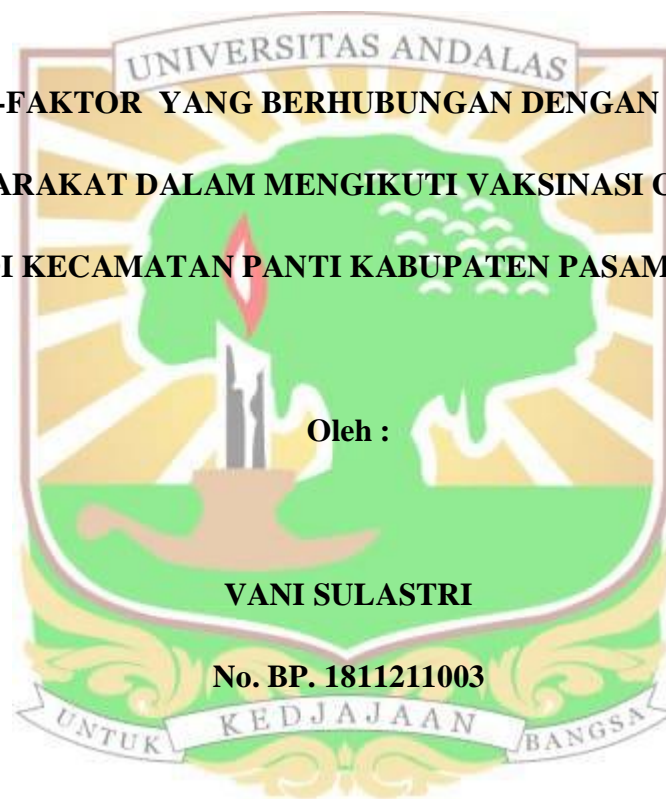 UNIVERSITAS ANDALAS
-FAKTOR YANG BERHUBUNGAN DENGAN
ARAKAT DALAM MENGIKUTI VAKSINASI C
I KECAMATAN PANTI KABUPATEN PASAM
Oleh :
VANI SULASTRI
No. BP. 1811211003
UNTUK KEDJAJAAN BANGSA